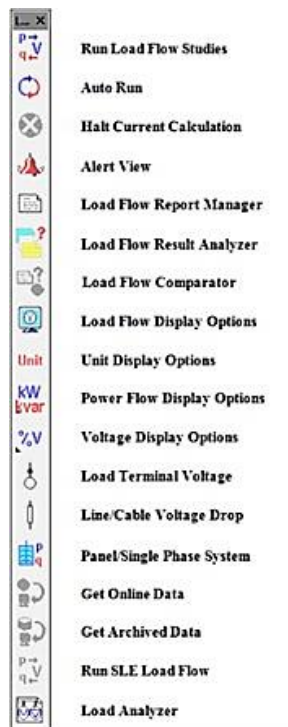 L...
P V q Run Load Flow Studies
Auto Run
Halt Current Calculation
Alert View
Load Flow Report Manager
? Load Flow Result Analyzer
? Load Flow Comparator
Load Flow Display Options
Unit Unit Display Options
kW kvar Power Flow Display Options
%V Voltage Display Options
Load Terminal Voltage
Line/Cable Voltage Drop
P q Panel/Single Phase System
Get Online Data
Get Archived Data
P V q Run SLE Load Flow
Load Analyzer